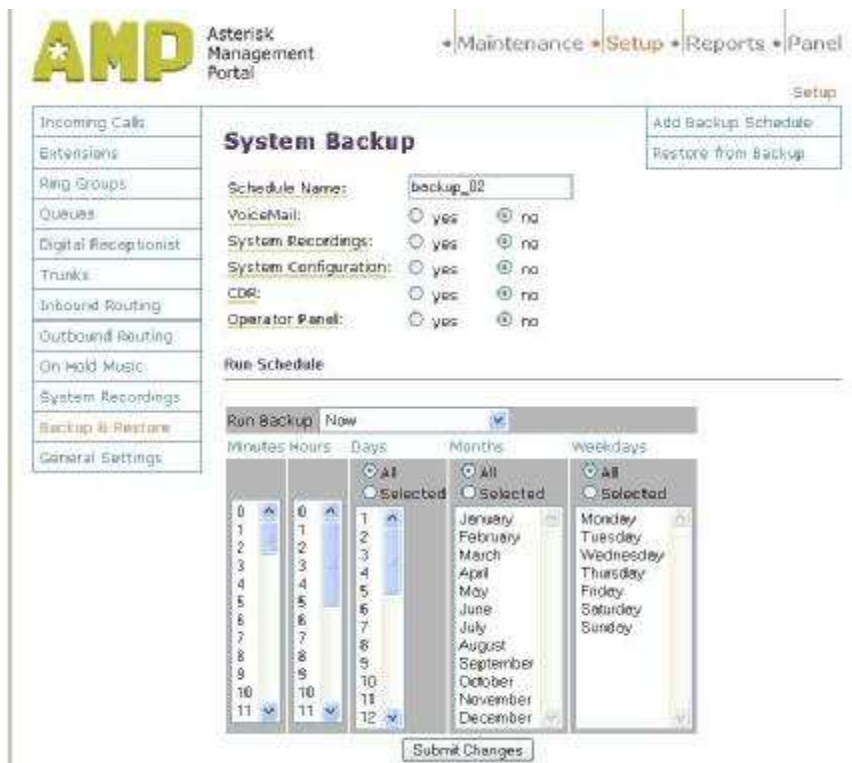 AMP
Asterisk
Management
Portal
Maintenance • Setup • Reports • Panel
Setup
Incoming Calls
Extensions
Ring Groups
Queues
Digital Receptionist
Trunks
Inbound Routing
Outbound Routing
On Hold Music
System Recordings
Backup & Restore
General Settings
Add Backup Schedule
Restore from Backup
System Backup
Schedule Name: backup_02
VoiceMail: yes no
System Recordings: yes no
System Configuration: yes no
CDR: yes no
Operator Panel: yes no
Run Schedule
Run Backup Now
Minutes Hours Days Months Weekdays
All All All
Selected Selected Selected
0 0 1 January Monday
1 1 2 February Tuesday
2 2 3 March Wednesday
3 3 4 April Thursday
4 4 5 May Friday
5 5 6 June Saturday
6 6 7 July Sunday
7 7 8 August
8 8 9 September
9 9 10 October
10 10 11 November
11 11 12 December
Submit Changes